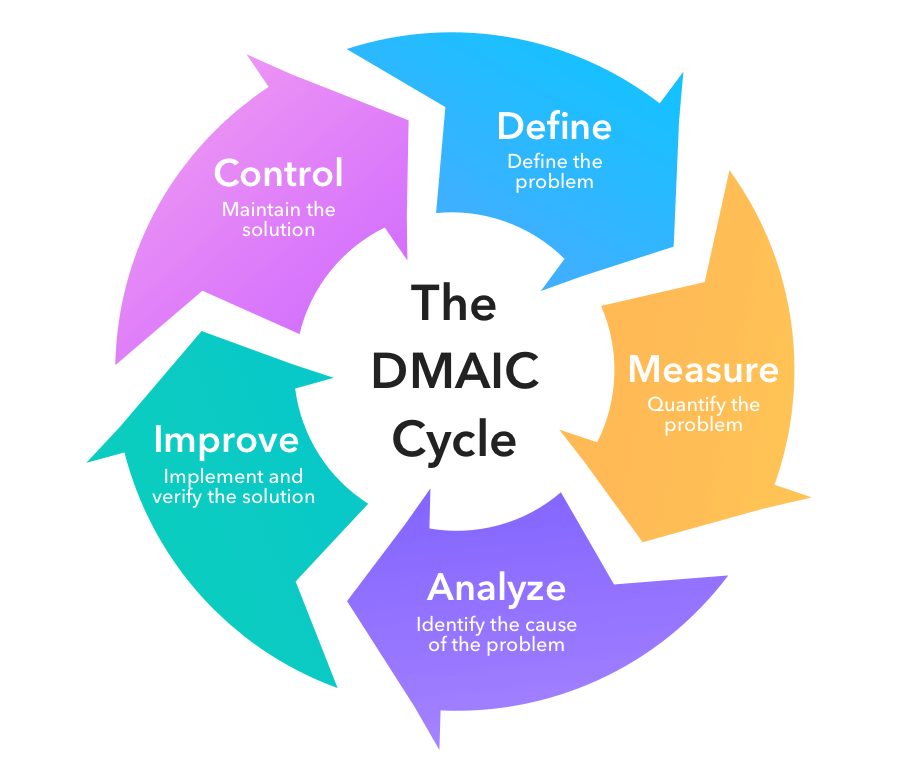 The
DMAIC
Cycle
Define
Define the
problem
Measure
Quantify the
problem
Analyze
Identify the cause
of the problem
Improve
Implement and
verify the solution
Control
Maintain the
solution